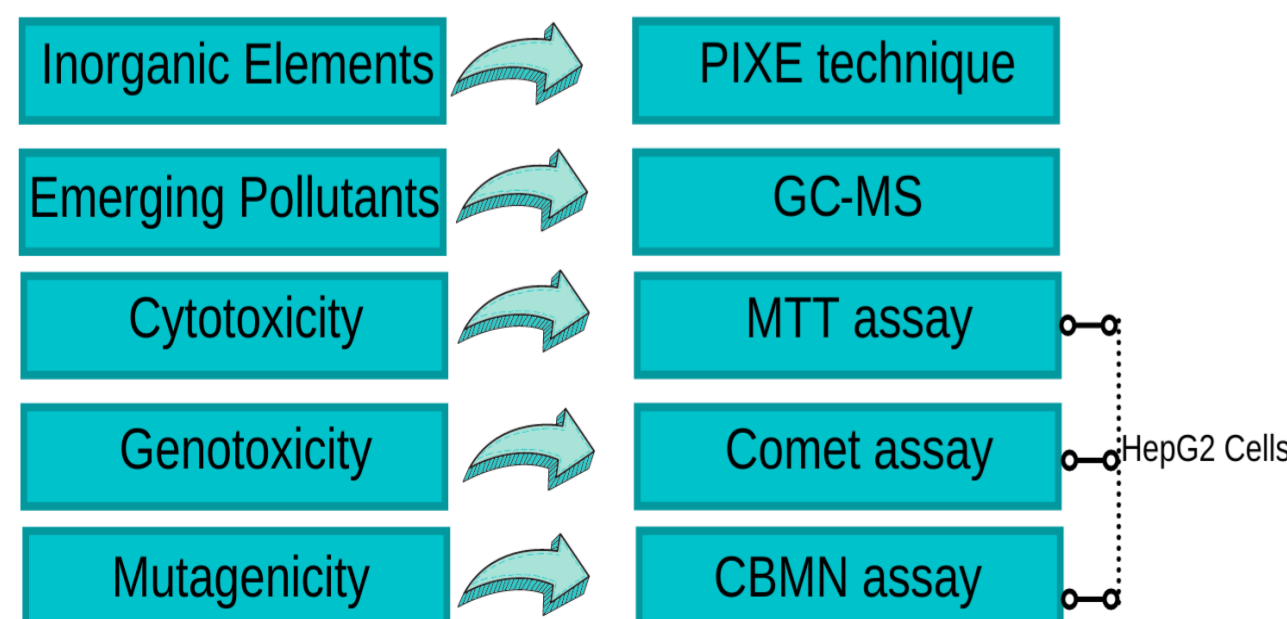 Inorganic Elements
PIXE technique
Emerging Pollutants
GC-MS
Cytotoxicity
MTT assay
Genotoxicity
Comet assay
HepG2 Cells
Mutagenicity
CBMN assay